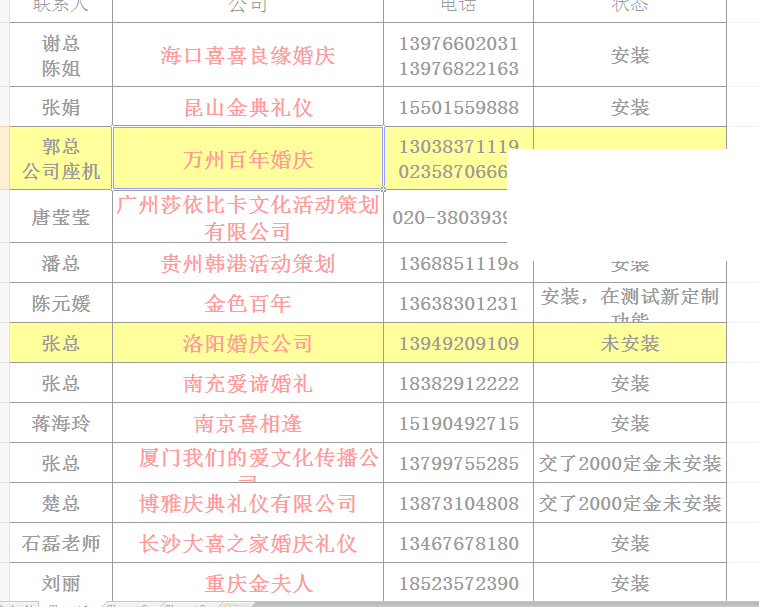 联系人 公司 电话 状态
谢总 海口喜喜良缘婚庆 13976602031 安装
陈姐 13976822163
张娟 昆山金典礼仪 15501559888 安装
郭总 万州百年婚庆 13038371119
公司座机 0235870666
唐莹莹 广州莎依比卡文化活动策划 020-3803939
有限公司
潘总 贵州韩港活动策划 13688511198 安装
陈元媛 金色百年 13638301231 安装，在测试新定制
功能
张总 洛阳婚庆公司 13949209109 未安装
张总 南充爱谛婚礼 18382912222 安装
蒋海玲 南京喜相逢 15190492715 安装
张总 厦门我们的爱文化传播公 13799755285 交了2000定金未安装
司
楚总 博雅庆典礼仪有限公司 13873104808 交了2000定金未安装
石磊老师 长沙大喜之家婚庆礼仪 13467678180 安装
刘丽 重庆金夫人 18523572390 安装